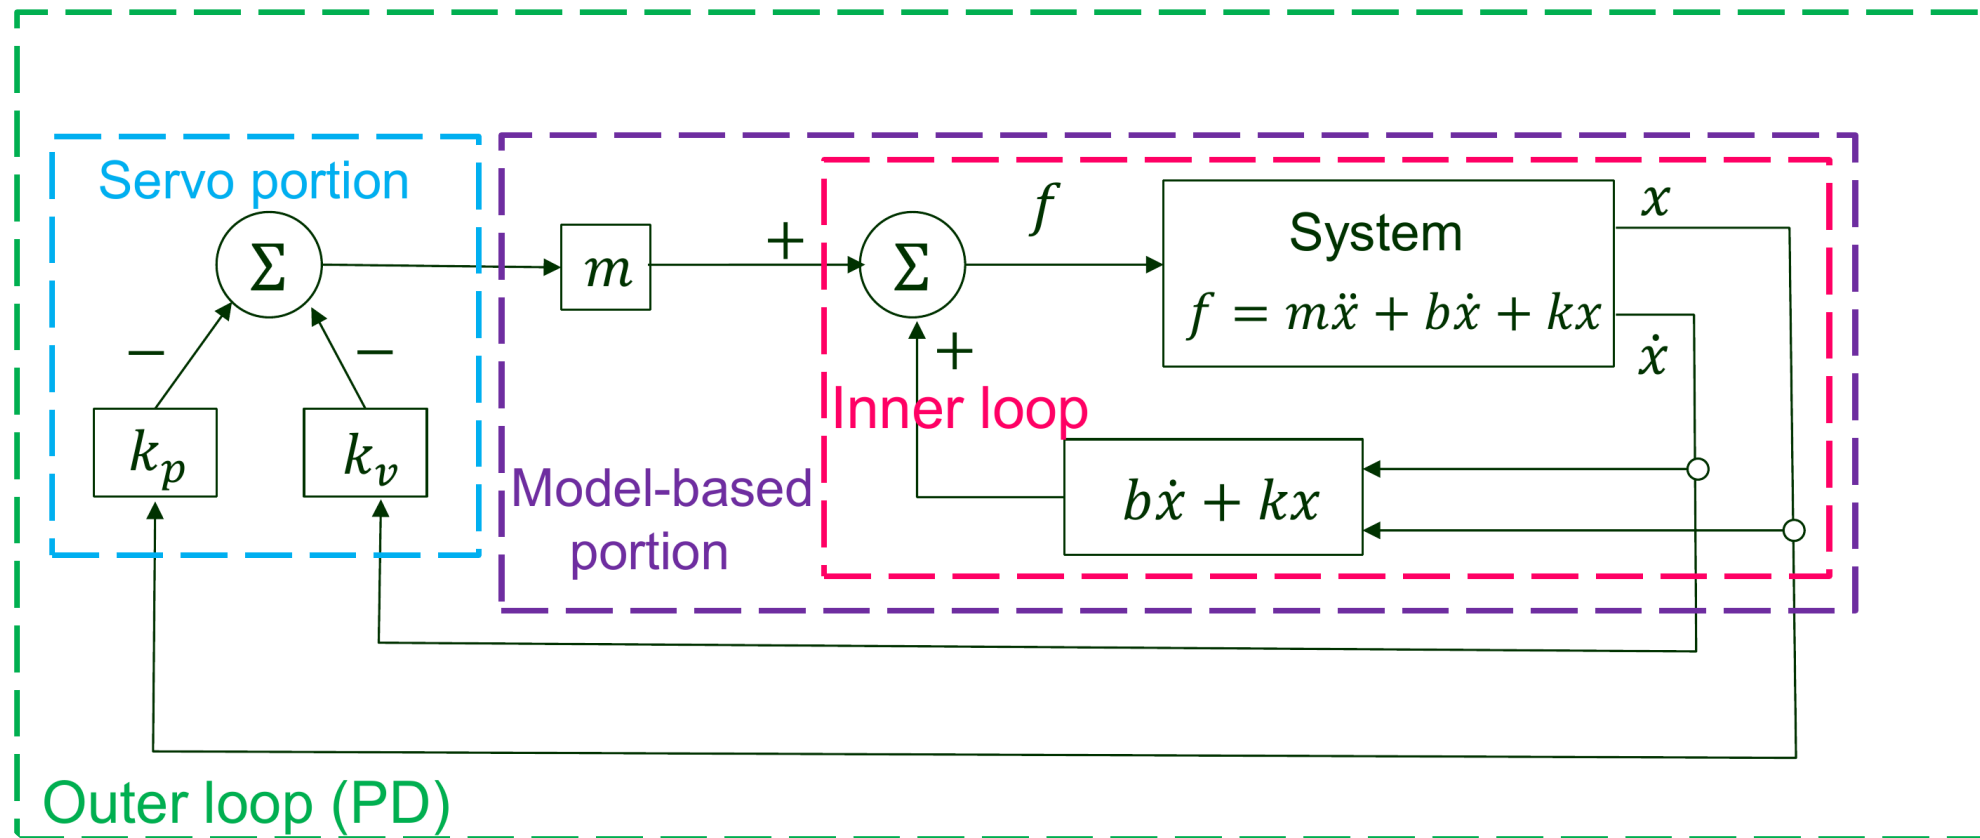 Servo portion
Σ
−
−
k_p
k_v
m
+
Σ
+
f
System
f = mẍ + bẋ + kx
x
ẋ
Inner loop
bẋ + kx
Model-based
portion
Outer loop (PD)